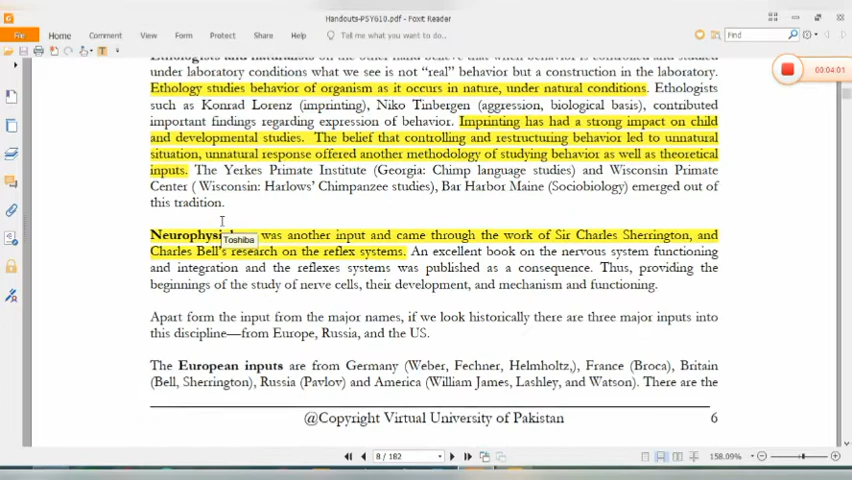 Handouts-PSY610.pdf - Foxit Reader
File Home Comment View Form Protect Share Help Tell me what you want to do... Find
00:04:01
on the other hand believe that when behavior is controlled and studied
under laboratory conditions what we see is not "real" behavior but a construction in the laboratory.
Ethology studies behavior of organism as it occurs in nature, under natural conditions. Ethologists
such as Konrad Lorenz (imprinting), Niko Tinbergen (aggression, biological basis), contributed
important findings regarding expression of behavior. Imprinting has had a strong impact on child
and developmental studies. The belief that controlling and restructuring behavior led to unnatural
situation, unnatural response offered another methodology of studying behavior as well as theoretical
inputs. The Yerkes Primate Institute (Georgia: Chimp language studies) and Wisconsin Primate
Center ( Wisconsin: Harlows' Chimpanzee studies), Bar Harbor Maine (Sociobiology) emerged out of
this tradition.
Neurophysi was another input and came through the work of Sir Charles Sherrington, and
Toshiba
Charles Bell's research on the reflex systems. An excellent book on the nervous system functioning
and integration and the reflexes systems was published as a consequence. Thus, providing the
beginnings of the study of nerve cells, their development, and mechanism and functioning.
Apart form the input from the major names, if we look historically there are three major inputs into
this discipline—from Europe, Russia, and the US.
The European inputs are from Germany (Weber, Fechner, Helmholtz,), France (Broca), Britain
(Bell, Sherrington), Russia (Pavlov) and America (William James, Lashley, and Watson). There are the
@Copyright Virtual University of Pakistan 6
8 / 182 158.09%